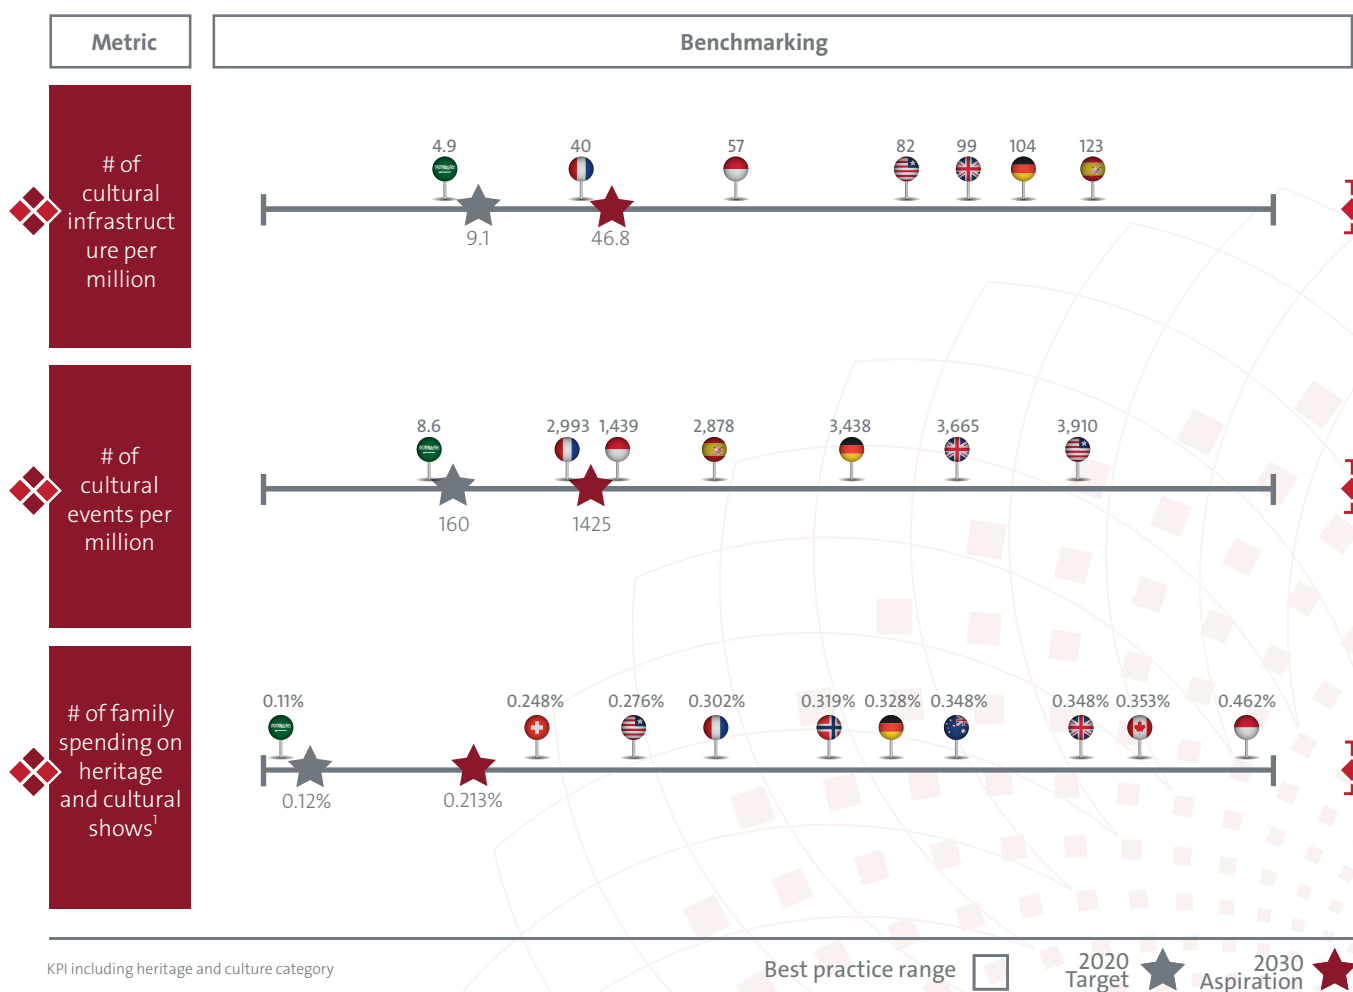 Metric
Benchmarking
# of
cultural
infrastruct
ure per
million
4.9
40
57
82
99
104
123
9.1
46.8
# of
cultural
events per
million
8.6
2,993
1,439
2,878
3,438
3,665
3,910
160
1425
# of family
spending on
heritage
and cultural
shows1
0.11%
0.248%
0.276%
0.302%
0.319%
0.328%
0.348%
0.348%
0.353%
0.462%
0.12%
0.213%
KPI including heritage and culture category
Best practice range
2020
Target
2030
Aspiration